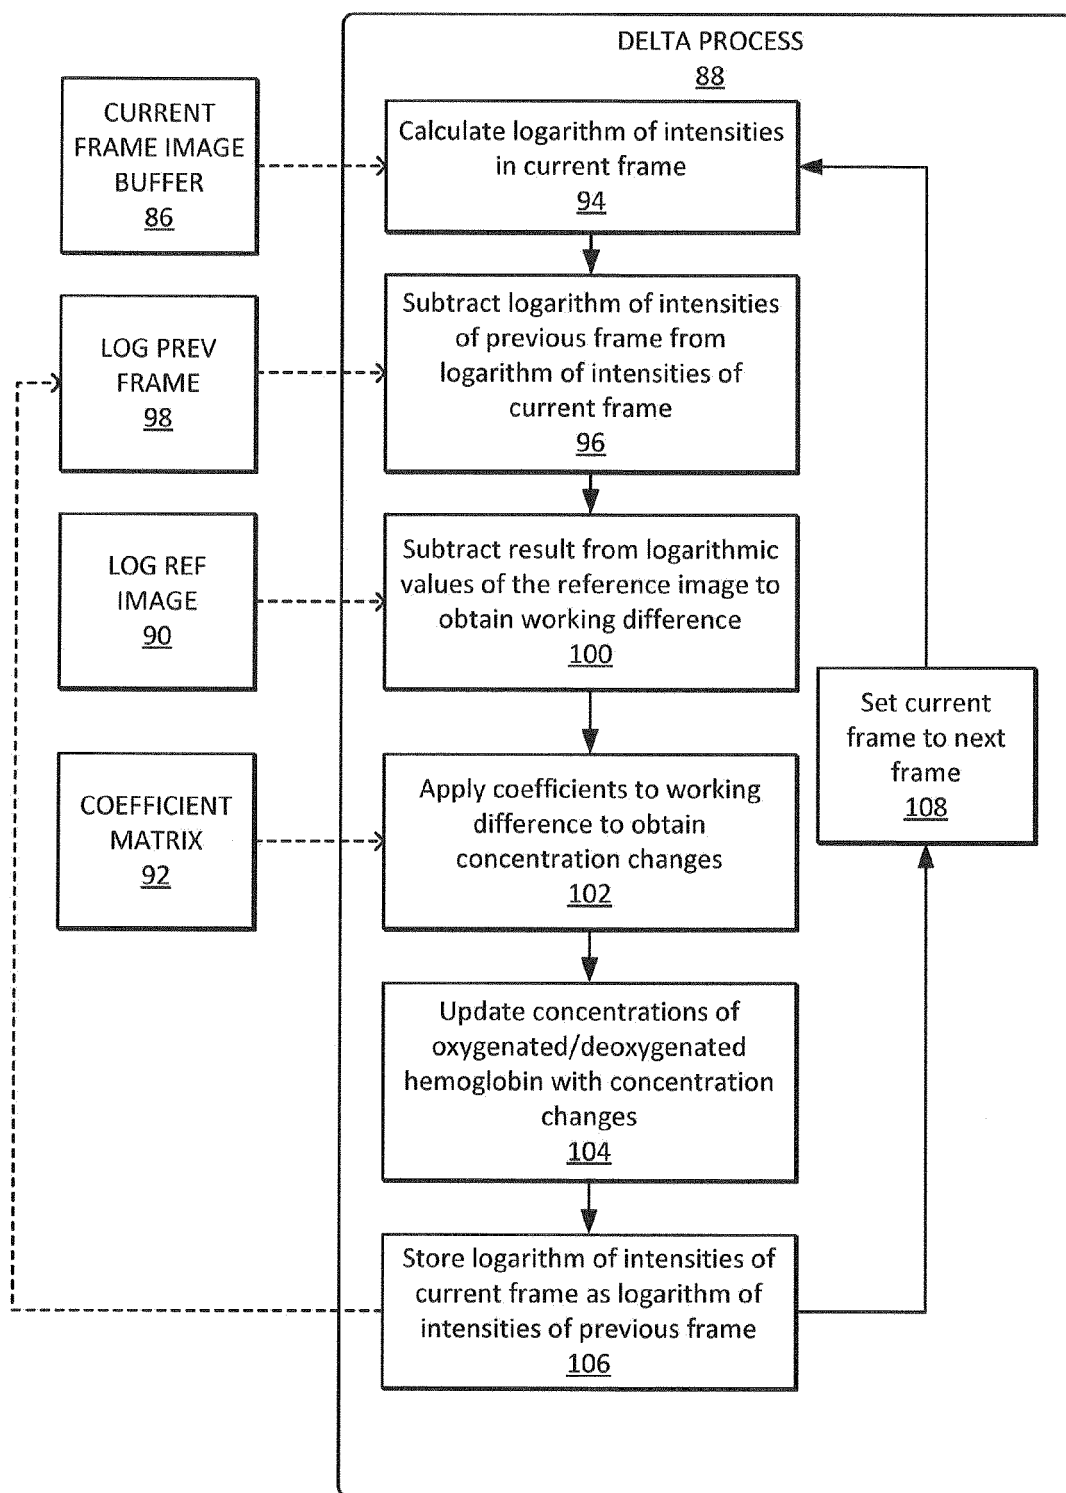 DELTA PROCESS
88
CURRENT
FRAME IMAGE
BUFFER
86
Calculate logarithm of intensities
in current frame
94
LOG PREV
FRAME
98
Subtract logarithm of intensities
of previous frame from
logarithm of intensities of
current frame
96
LOG REF
IMAGE
90
Subtract result from logarithmic
values of the reference image to
obtain working difference
100
Set current
frame to next
frame
108
COEFFICIENT
MATRIX
92
Apply coefficients to working
difference to obtain
concentration changes
102
Update concentrations of
oxygenated/deoxygenated
hemoglobin with concentration
changes
104
Store logarithm of intensities of
current frame as logarithm of
intensities of previous frame
106